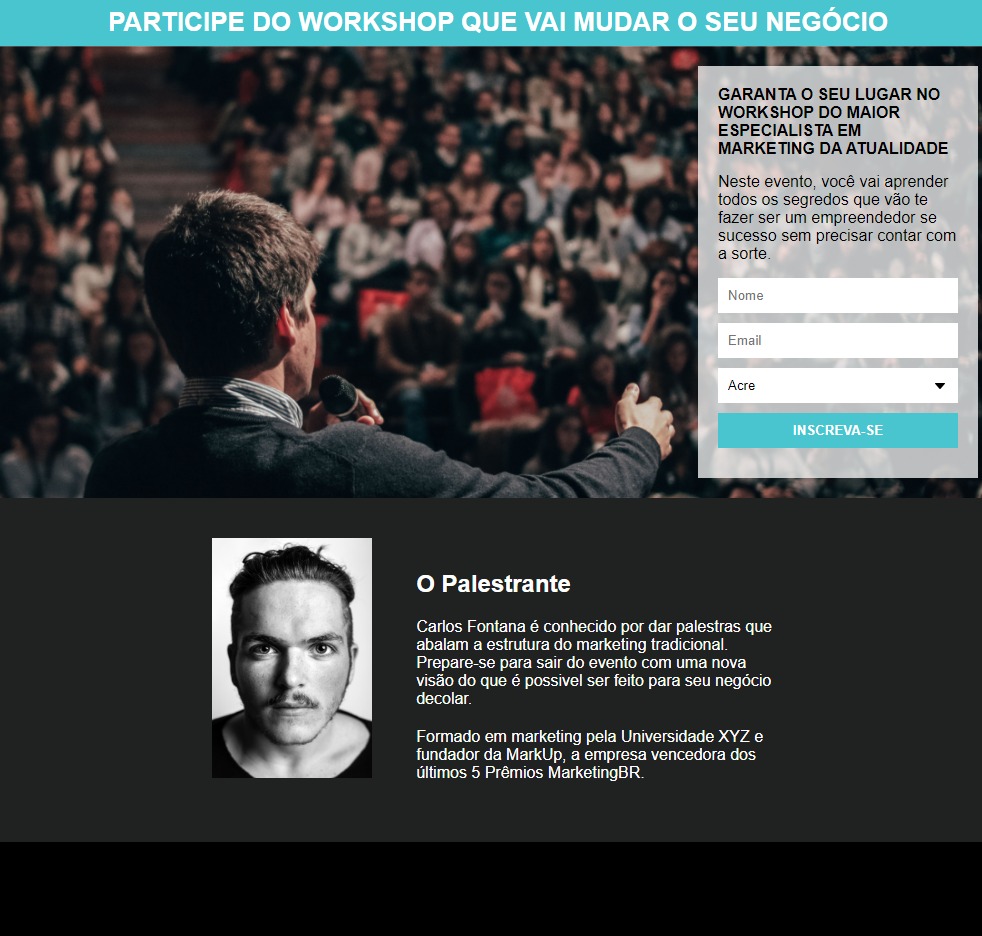 PARTICIPE DO WORKSHOP QUE VAI MUDAR O SEU NEGÓCIO
GARANTA O SEU LUGAR NO
WORKSHOP DO MAIOR
ESPECIALISTA EM
MARKETING DA ATUALIDADE
Neste evento, você vai aprender
todos os segredos que vão te
fazer ser um empreendedor se
sucesso sem precisar contar com
a sorte.
Nome
Email
Acre
INSCREVA-SE
O Palestrante
Carlos Fontana é conhecido por dar palestras que
abalam a estrutura do marketing tradicional.
Prepare-se para sair do evento com uma nova
visão do que é possivel ser feito para seu negócio
decolar.
Formado em marketing pela Universidade XYZ e
fundador da MarkUp, a empresa vencedora dos
últimos 5 Prêmios MarketingBR.